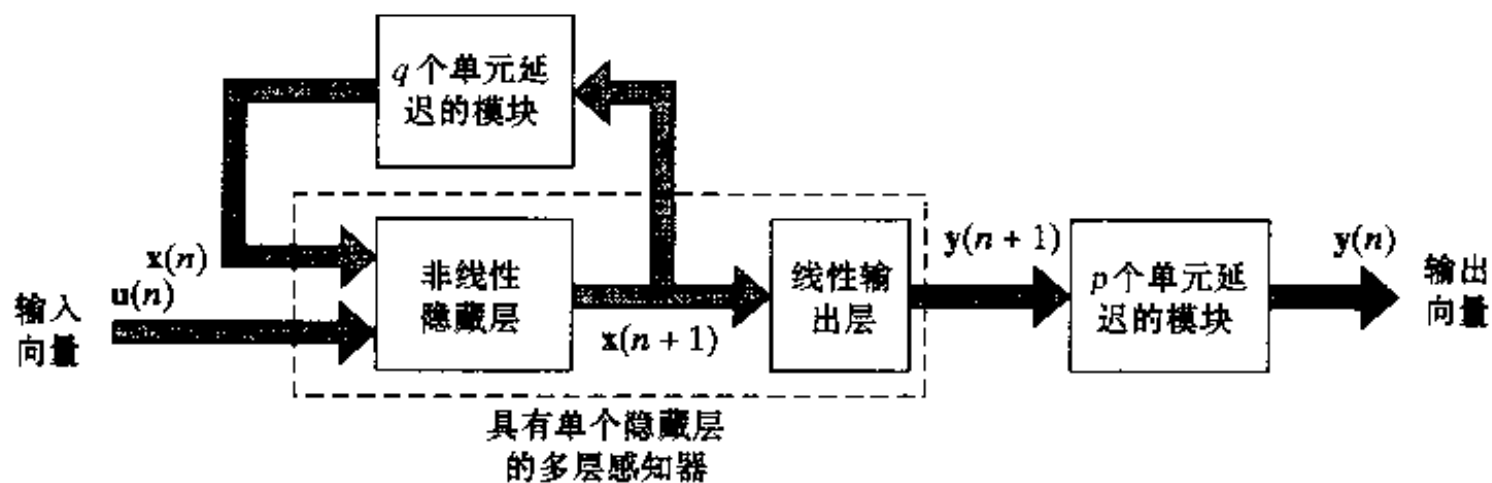 q个单元延
迟的模块
x(n)
u(n)
输入
向量
非线性
隐藏层
x(n + 1)
线性输
出层
y(n + 1)
p个单元延
迟的模块
y(n)
输出
向量
具有单个隐藏层
的多层感知器